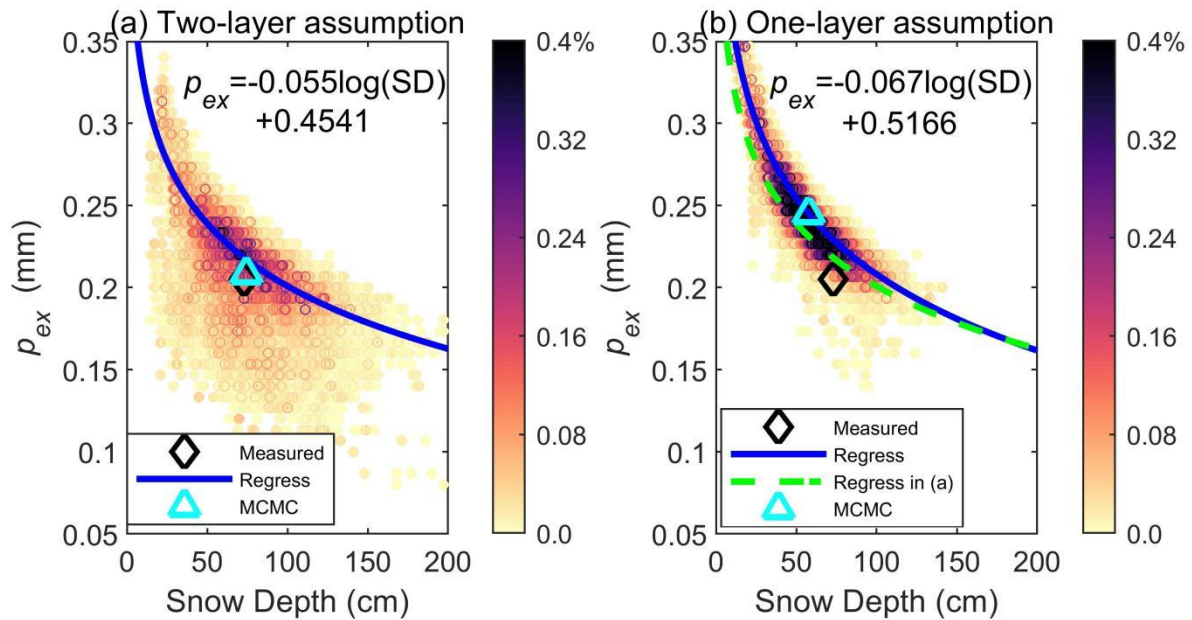 (a) Two-layer assumption
p_ex=-0.055log(SD)
+0.4541
0.35
0.3
0.25
0.2
0.15
0.1
0.05
p_ex (mm)
0 50 100 150 200
Snow Depth (cm)
Measured
Regress
MCMC
0.4%
0.32
0.24
0.16
0.08
0.0
(b) One-layer assumption
p_ex=-0.067log(SD)
+0.5166
0.35
0.3
0.25
0.2
0.15
0.1
0.05
p_ex (mm)
0 50 100 150 200
Snow Depth (cm)
Measured
Regress
Regress in (a)
MCMC
0.4%
0.32
0.24
0.16
0.08
0.0